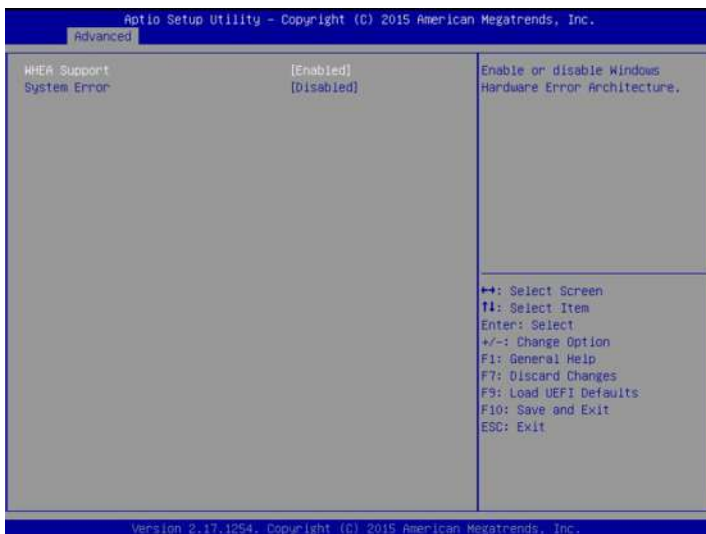 Aptio Setup Utility – Copyright (C) 2015 American Megatrends, Inc.
Advanced
WHEA Support [Enabled]
System Error [Disabled]
Enable or disable Windows
Hardware Error Architecture.
↔: Select Screen
↑↓: Select Item
Enter: Select
+/-: Change Option
F1: General Help
F7: Discard Changes
F9: Load UEFI Defaults
F10: Save and Exit
ESC: Exit
Version 2.17.1254. Copyright (C) 2015 American Megatrends, Inc.